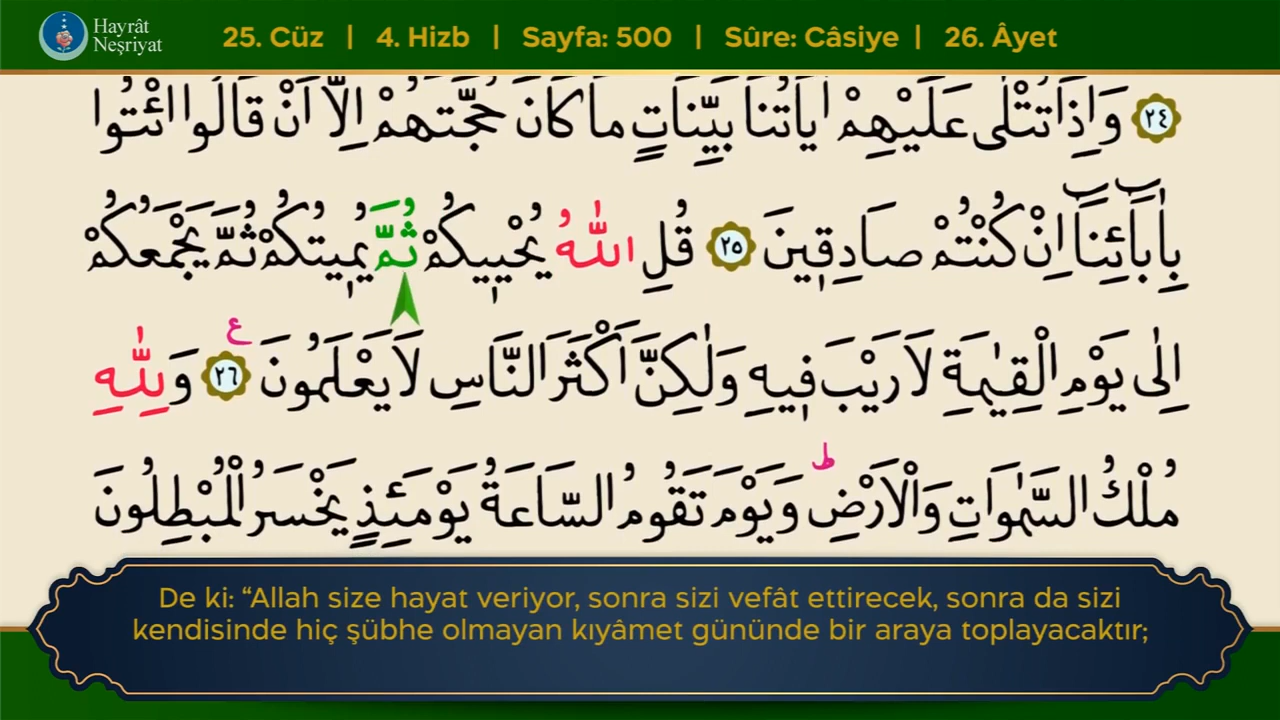 Hayrât
Neşriyat
25. Cüz | 4. Hizb | Sayfa: 500 | Sûre: Câsiye | 26. Âyet
﴿٢٤﴾ وَاِذَا تُتْلٰى عَلَيْهِمْ اٰيَاتُنَا بَيِّنَاتٍ مَا كَانَ حُجَّتَهُمْ اِلَّٓا اَنْ قَالُوا ائْتُوا
بِاٰبَٓائِنَٓا اِنْ كُنْتُمْ صَادِقٖينَ ﴿٢٥﴾ قُلِ اللّٰهُ يُحْيٖيكُمْ ثُمَّ يُمٖيتُكُمْ ثُمَّ يَجْمَعُكُمْ
اِلٰى يَوْمِ الْقِيٰمَةِ لَا رَيْبَ فٖيهِ وَلٰكِنَّ اَكْثَرَ النَّاسِ لَا يَعْلَمُونَ ﴿٢٦﴾ ع وَلِلّٰهِ
مُلْكُ السَّمٰوَاتِ وَالْاَرْضِ ط وَيَوْمَ تَقُومُ السَّاعَةُ يَوْمَئِذٍ يَخْسَرُ الْمُبْطِلُونَ
De ki: “Allah size hayat veriyor, sonra sizi vefât ettirecek, sonra da sizi
kendisinde hiç şübhe olmayan kıyâmet gününde bir araya toplayacaktır;